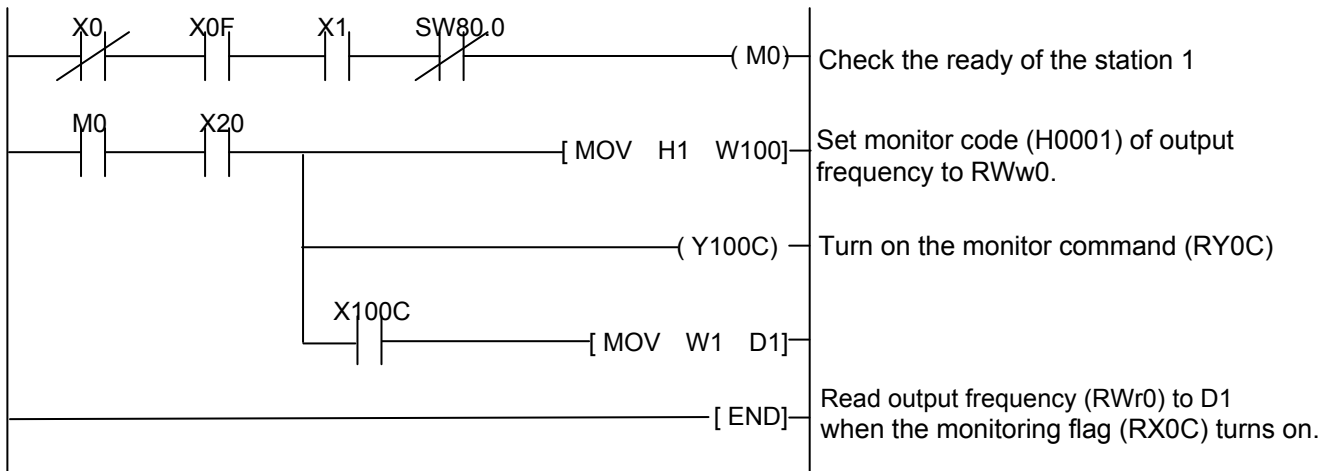 X0 X0F X1 SW80.0
( M0) Check the ready of the station 1
M0 X20
[ MOV H1 W100] Set monitor code (H0001) of output
frequency to RWw0.
( Y100C) Turn on the monitor command (RY0C)
X100C
[ MOV W1 D1]
[ END] Read output frequency (RWr0) to D1
when the monitoring flag (RX0C) turns on.